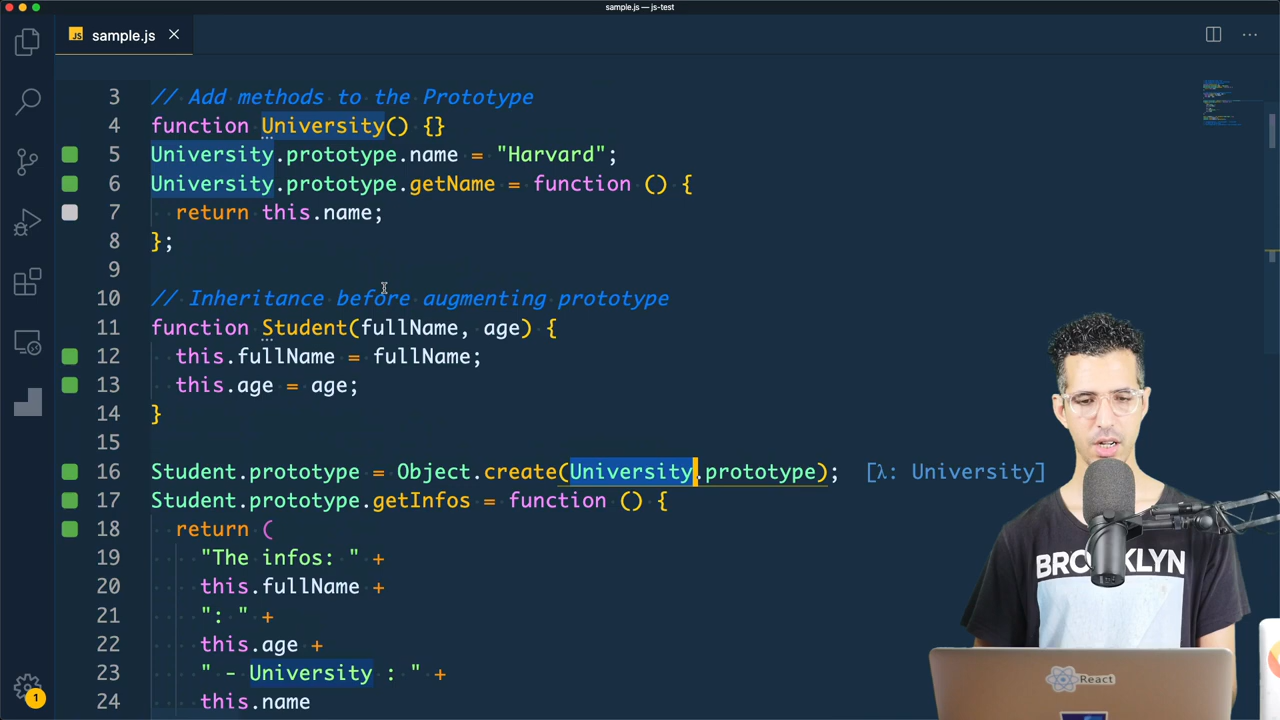 sample.js — js-test
JS sample.js
3 // Add methods to the Prototype
4 function University() {}
5 University.prototype.name = "Harvard";
6 University.prototype.getName = function () {
7 return this.name;
8 };
9
10 // Inheritance before augmenting prototype
11 function Student(fullName, age) {
12 this.fullName = fullName;
13 this.age = age;
14 }
15
16 Student.prototype = Object.create(University.prototype); [λ: University]
17 Student.prototype.getInfos = function () {
18 return (
19 "The infos: " +
20 this.fullName +
21 ": " +
22 this.age +
23 " - University : " +
24 this.name
1
BROOKLYN
React